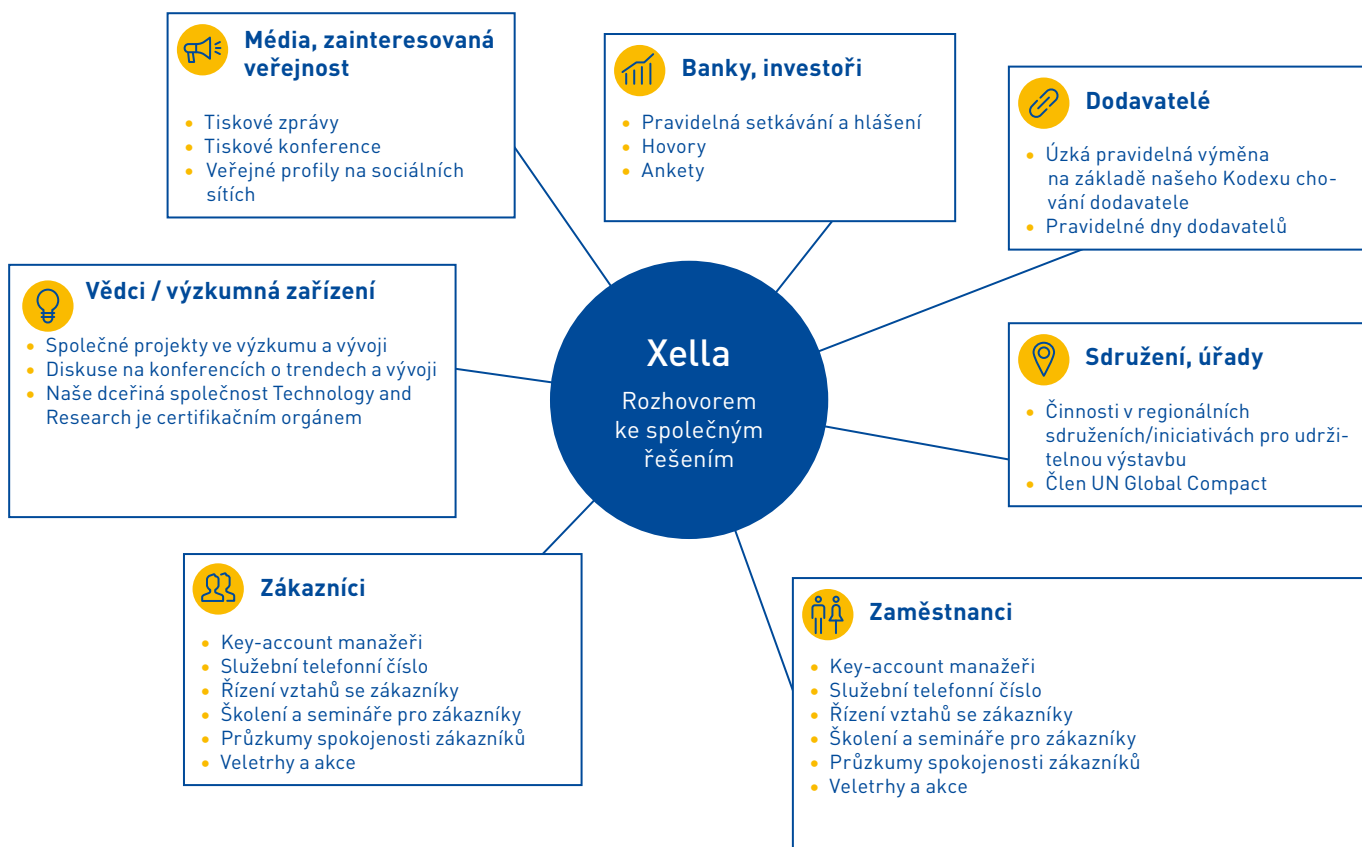 Média, zainteresovaná
veřejnost
• Tiskové zprávy
• Tiskové konference
• Veřejné profily na sociálních
sítích
Banky, investoři
• Pravidelná setkávání a hlášení
• Hovory
• Ankety
Dodavatelé
• Úzká pravidelná výměna
na základě našeho Kodexu cho-
vání dodavatele
• Pravidelné dny dodavatelů
Vědci / výzkumná zařízení
• Společné projekty ve výzkumu a vývoji
• Diskuse na konferencích o trendech a vývoji
• Naše dceřiná společnost Technology and
Research je certifikačním orgánem
Xella
Rozhovorem
ke společným
řešením
Sdružení, úřady
• Činnosti v regionálních
sdruženích/iniciativách pro udrži-
telnou výstavbu
• Člen UN Global Compact
Zákazníci
• Key-account manažeři
• Služební telefonní číslo
• Řízení vztahů se zákazníky
• Školení a semináře pro zákazníky
• Průzkumy spokojenosti zákazníků
• Veletrhy a akce
Zaměstnanci
• Key-account manažeři
• Služební telefonní číslo
• Řízení vztahů se zákazníky
• Školení a semináře pro zákazníky
• Průzkumy spokojenosti zákazníků
• Veletrhy a akce